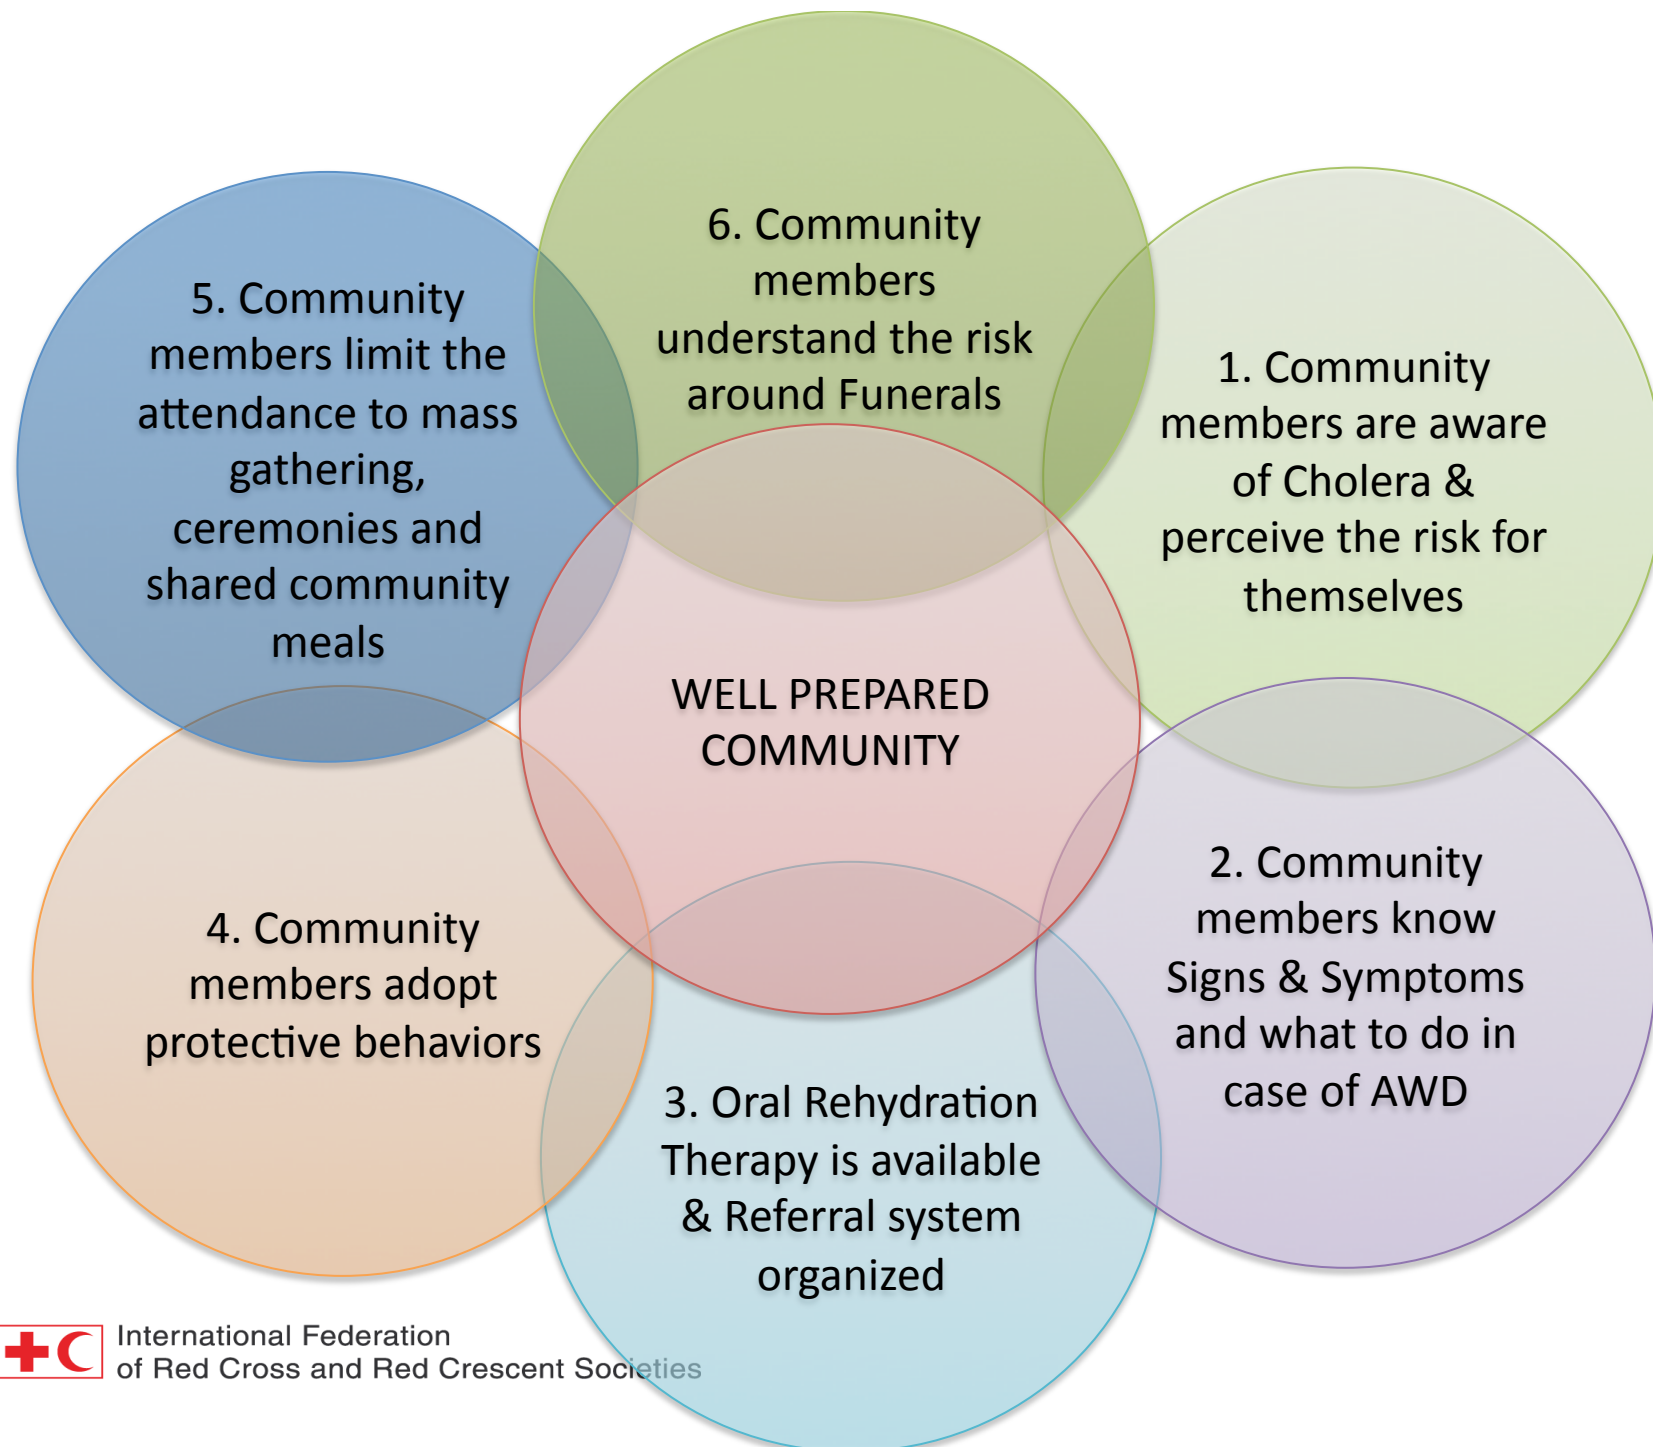 6. Community
members
understand the risk
around Funerals
1. Community
members are aware
of Cholera &
perceive the risk for
themselves
2. Community
members know
Signs & Symptoms
and what to do in
case of AWD
3. Oral Rehydration
Therapy is available
& Referral system
organized
4. Community
members adopt
protective behaviors
5. Community
members limit the
attendance to mass
gathering,
ceremonies and
shared community
meals
WELL PREPARED
COMMUNITY
International Federation
of Red Cross and Red Crescent Societies